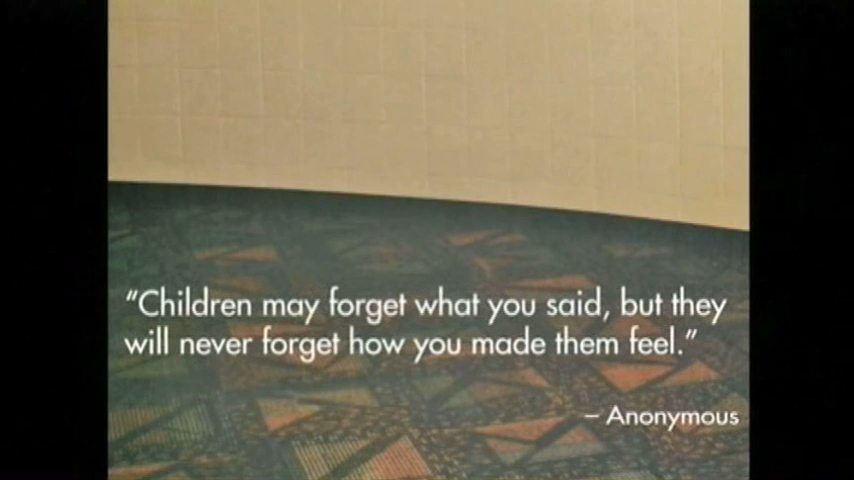 “Children may forget what you said, but they
will never forget how you made them feel.”
– Anonymous